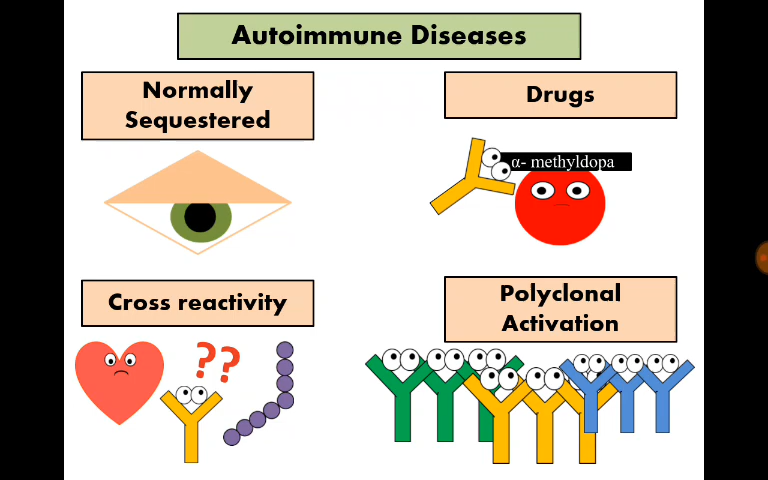 Autoimmune Diseases
Normally
Sequestered
Drugs
α- methyldopa
Cross reactivity
??
Polyclonal
Activation